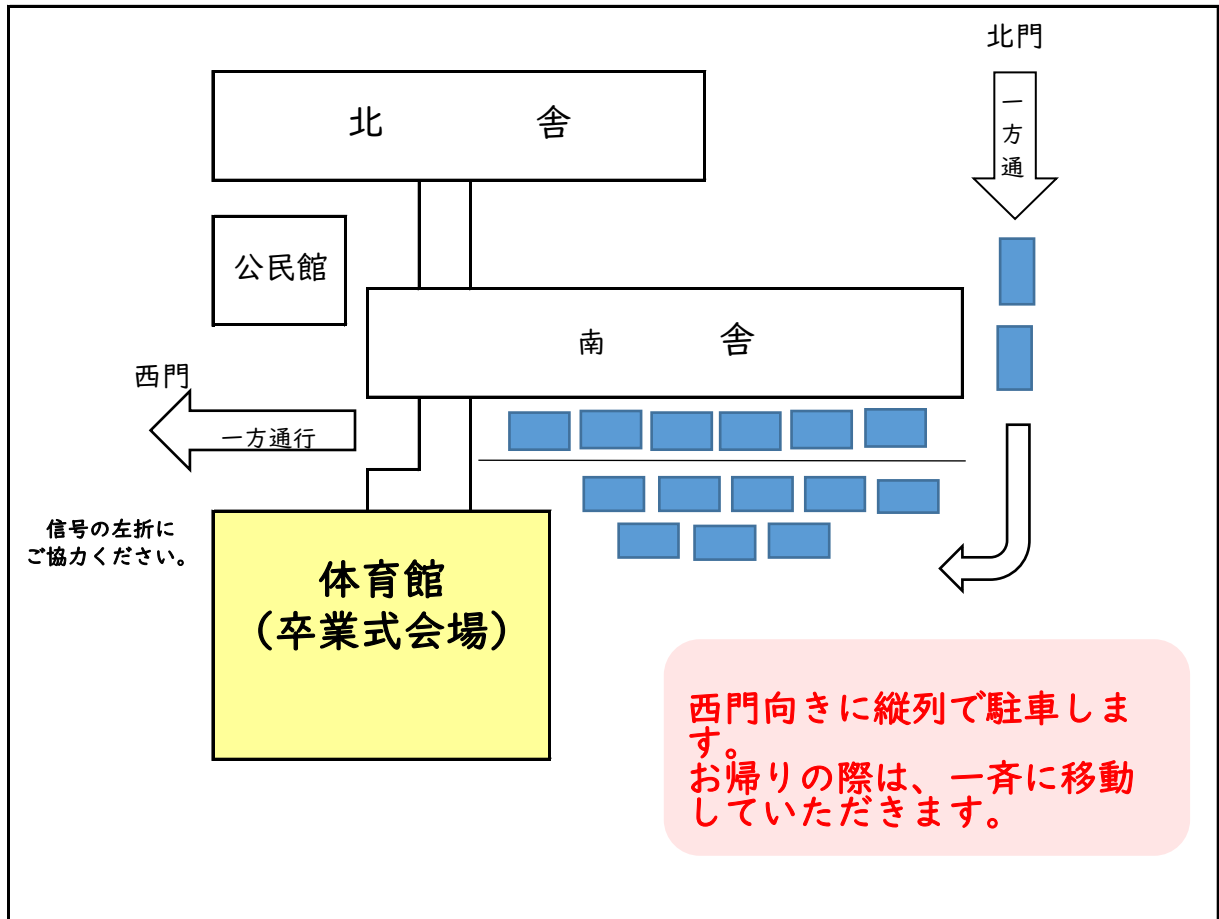 北門
一方通
北　舎
公民館
南　舎
西門
一方通行
信号の左折に
ご協力ください。
体育館
（卒業式会場）
西門向きに縦列で駐車しま
す。
お帰りの際は、一斉に移動
していただきます。